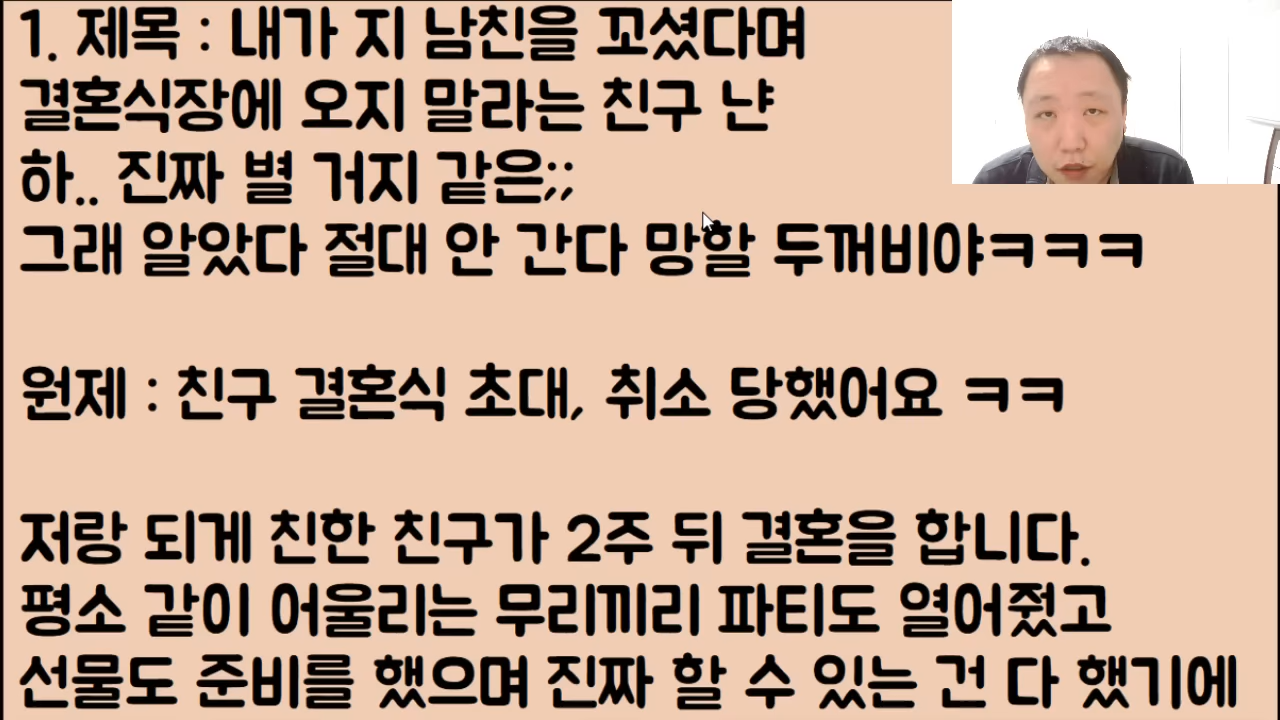 1. 제목 : 내가 지 남친을 꼬셨다며
결혼식장에 오지 말라는 친구 냔
하.. 진짜 별 거지 같은;;
그래 알았다 절대 안 간다 망할 두꺼비야ㅋㅋㅋ
원제 : 친구 결혼식 초대, 취소 당했어요 ㅋㅋ
저랑 되게 친한 친구가 2주 뒤 결혼을 합니다.
평소 같이 어울리는 무리끼리 파티도 열어줬고
선물도 준비를 했으며 진짜 할 수 있는 건 다 했기에